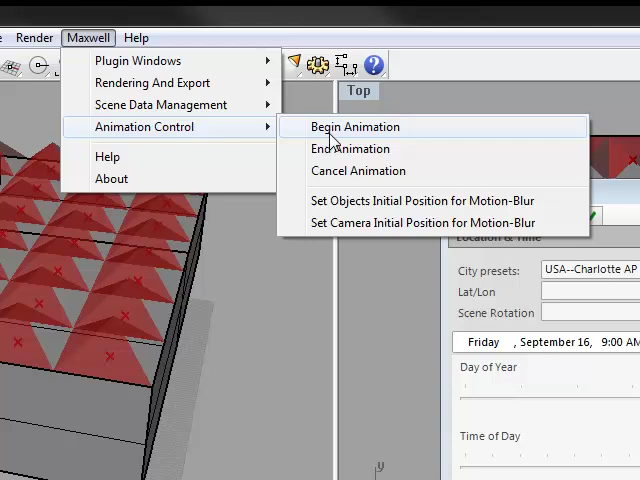 Render Maxwell Help
Plugin Windows
Rendering And Export
Scene Data Management
Animation Control
Help
About
Begin Animation
End Animation
Cancel Animation
Set Objects Initial Position for Motion-Blur
Set Camera Initial Position for Motion-Blur
Top
Location & Time
City presets: USA--Charlotte AP
Lat/Lon
Scene Rotation
Friday , September 16, 9:00 AM
Day of Year
Time of Day
y